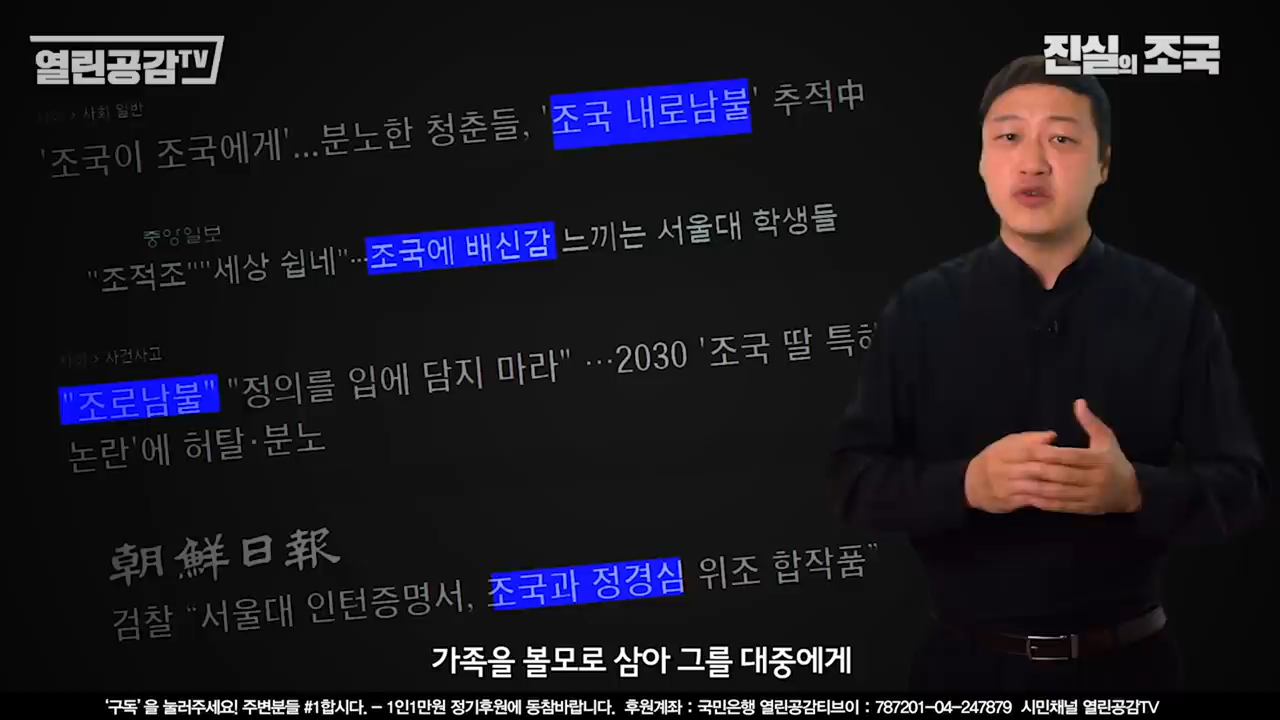 열린공감TV
진실의 조국
사회 > 사회 일반
'조국이 조국에게'...분노한 청춘들, '조국 내로남불' 추적中
중앙일보
"조적조""세상 쉽네"…조국에 배신감 느끼는 서울대 학생들
사회 > 사건사고
"조로남불" "정의를 입에 담지 마라" …2030 '조국 딸 특혜
논란'에 허탈·분노
朝鮮日報
검찰 “서울대 인턴증명서, 조국과 정경심 위조 합작품”
가족을 볼모로 삼아 그를 대중에게
‘구독’을 눌러주세요! 주변분들 #1합시다. – 1인1만원 정기후원에 동참바랍니다. 후원계좌 : 국민은행 열린공감티브이 : 787201-04-247879 시민채널 열린공감TV